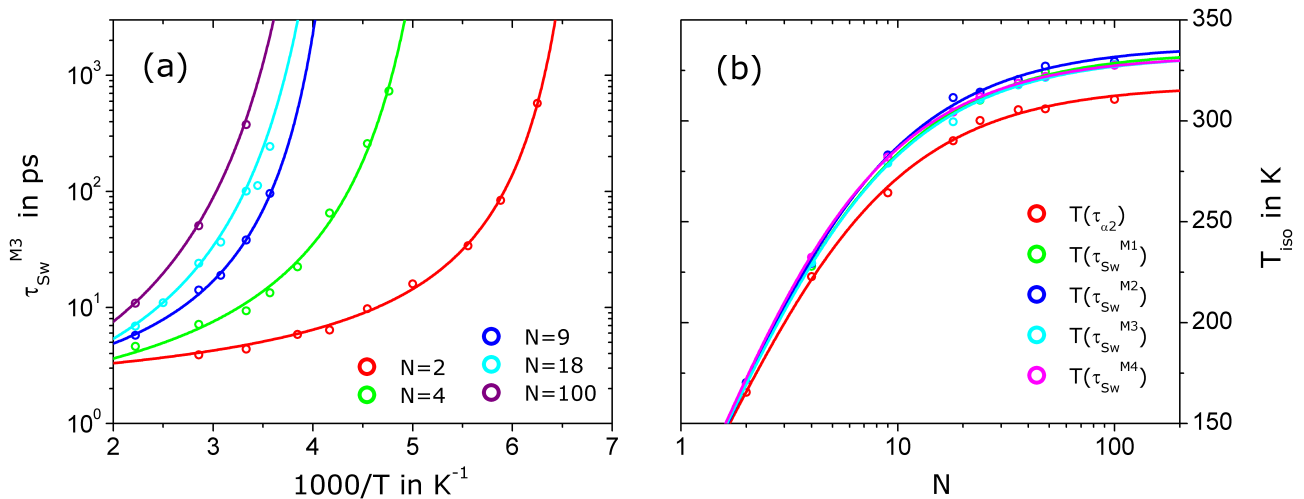 (a)
τ_Sw^M3 in ps
10^3
10^2
10^1
10^0
2 3 4 5 6 7
1000/T in K^-1
N=2
N=4
N=9
N=18
N=100
(b)
350
300
250
200
150
T_iso in K
1 10 100
N
T(τ_α2)
T(τ_Sw^M1)
T(τ_Sw^M2)
T(τ_Sw^M3)
T(τ_Sw^M4)